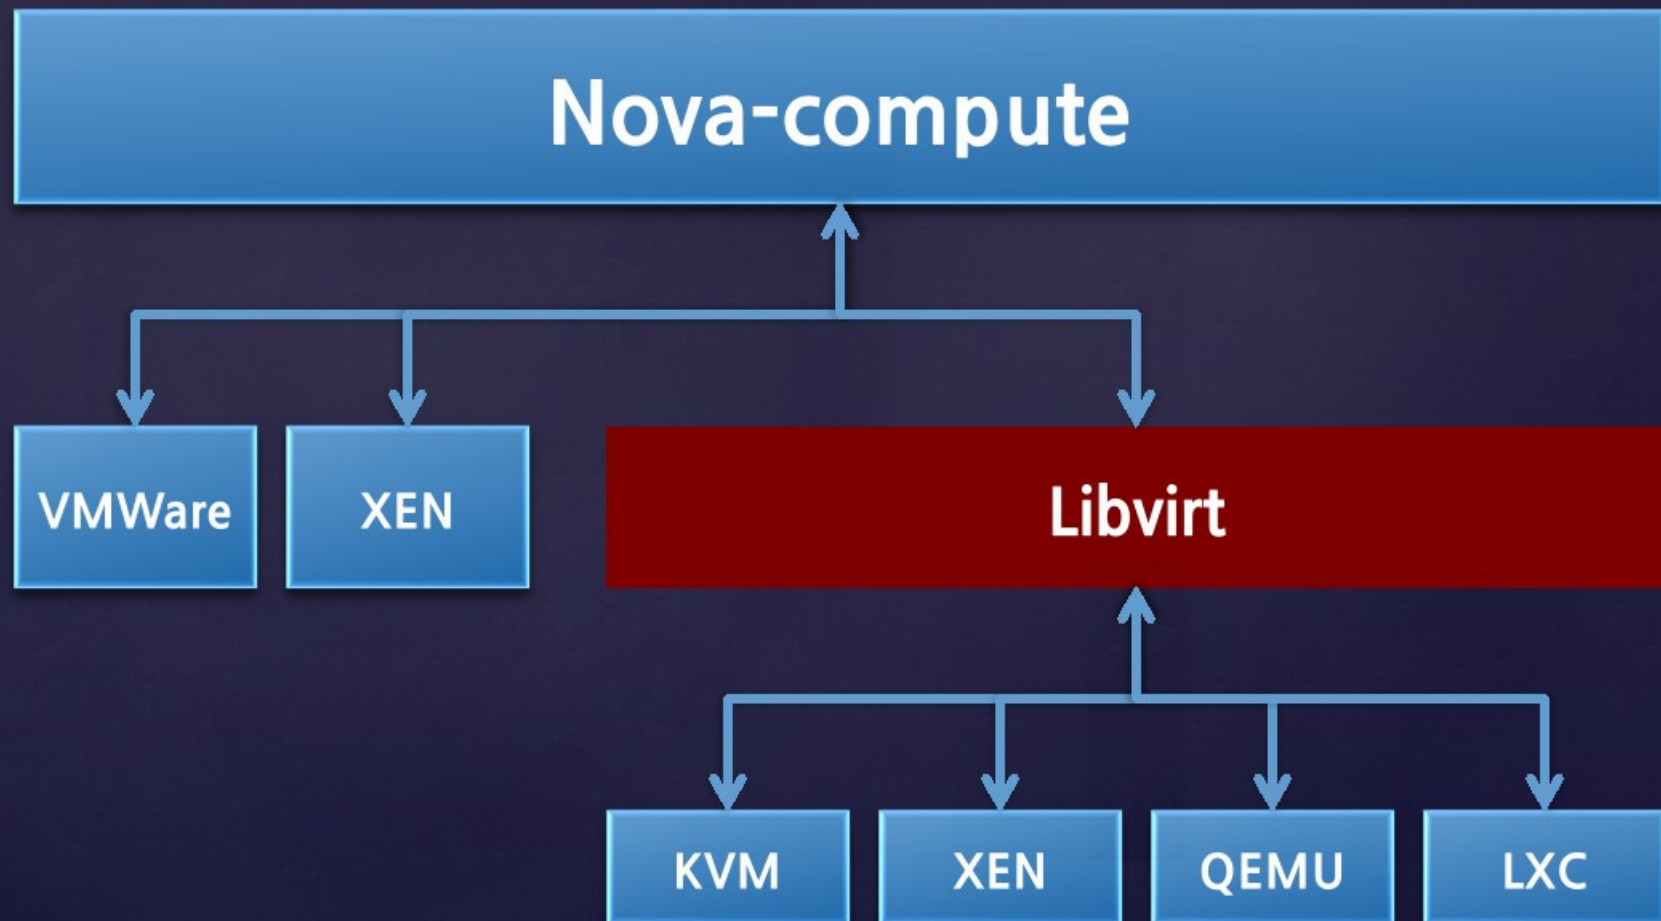 Nova-compute
VMWare
XEN
Libvirt
KVM
XEN
QEMU
LXC